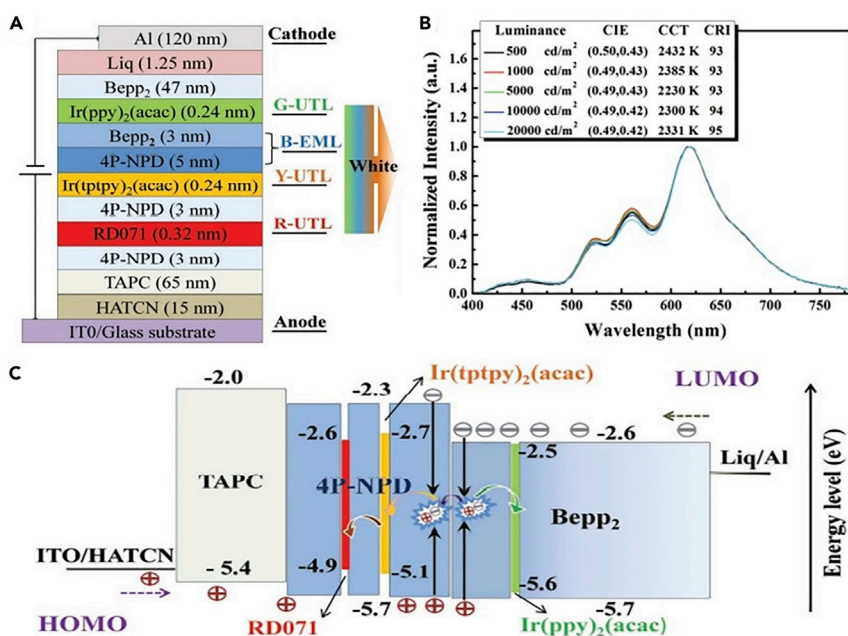 A
Al (120 nm)
Cathode
Liq (1.25 nm)
Bepp₂ (47 nm)
Ir(ppy)₂(acac) (0.24 nm)
G-UTL
Bepp₂ (3 nm)
B-EML
4P-NPD (5 nm)
White
Ir(tptpy)₂(acac) (0.24 nm)
Y-UTL
4P-NPD (3 nm)
RD071 (0.32 nm)
R-UTL
4P-NPD (3 nm)
TAPC (65 nm)
HATCN (15 nm)
IT0/Glass substrate
Anode
B
Luminance CIE CCT CRI
500 cd/m² (0.50,0.43) 2432 K 93
1000 cd/m² (0.49,0.43) 2385 K 93
5000 cd/m² (0.49,0.43) 2230 K 93
10000 cd/m² (0.49,0.42) 2300 K 94
20000 cd/m² (0.49,0.42) 2331 K 95
Normalized Intensity (a.u.)
1.6
1.4
1.2
1.0
0.8
0.6
0.4
0.2
0.0
400 450 500 550 600 650 700 750
Wavelength (nm)
C
Ir(tptpy)₂(acac)
LUMO
-2.0
-2.3
-2.6
-2.7
-2.5
-2.6
Liq/Al
TAPC
4P-NPD
Bepp₂
Energy level (eV)
ITO/HATCN
-5.4
-4.9
-5.1
-5.6
HOMO
-5.7
-5.7
RD071
Ir(ppy)₂(acac)